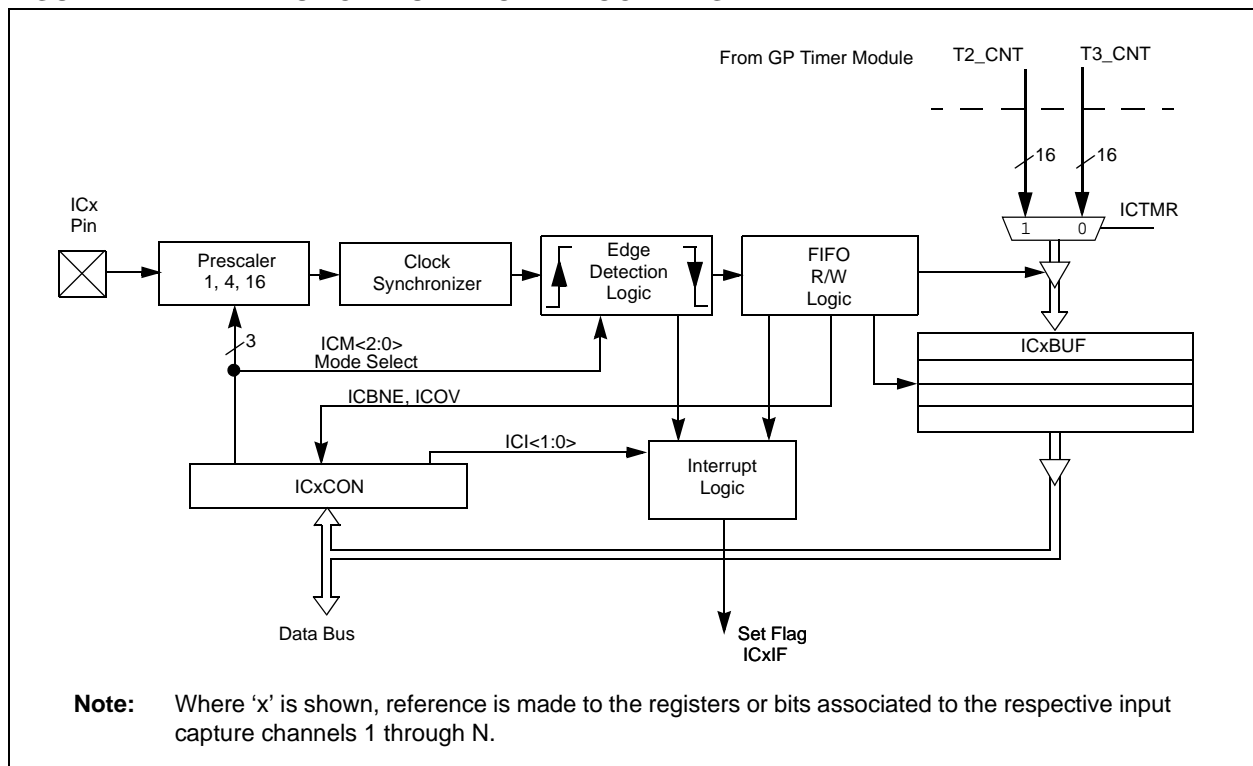 From GP Timer Module
T2_CNT
T3_CNT
16
16
ICx
Pin
ICTMR
1
0
Prescaler
1, 4, 16
Clock
Synchronizer
Edge
Detection
Logic
FIFO
R/W
Logic
3
ICM<2:0>
Mode Select
ICxBUF
ICBNE, ICOV
ICI<1:0>
Interrupt
Logic
ICxCON
Data Bus
Set Flag
ICxIF
Note: Where ‘x’ is shown, reference is made to the registers or bits associated to the respective input
capture channels 1 through N.